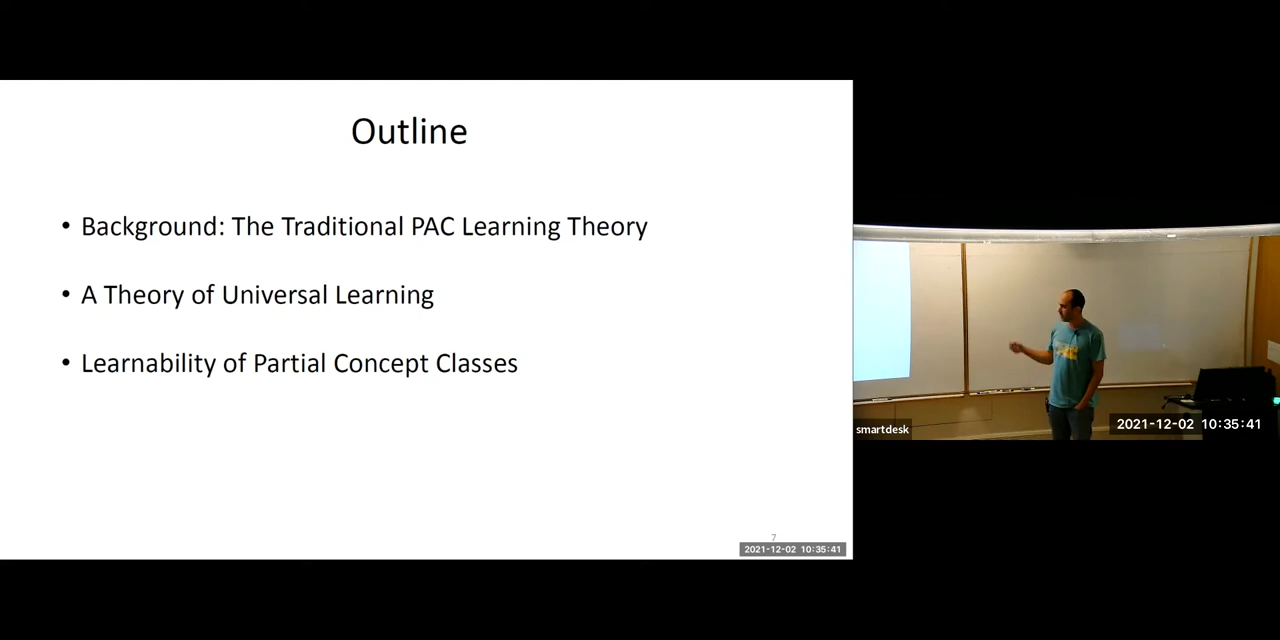 Outline
• Background: The Traditional PAC Learning Theory
• A Theory of Universal Learning
• Learnability of Partial Concept Classes
7
2021-12-02 10:35:41
smartdesk
2021-12-02 10:35:41